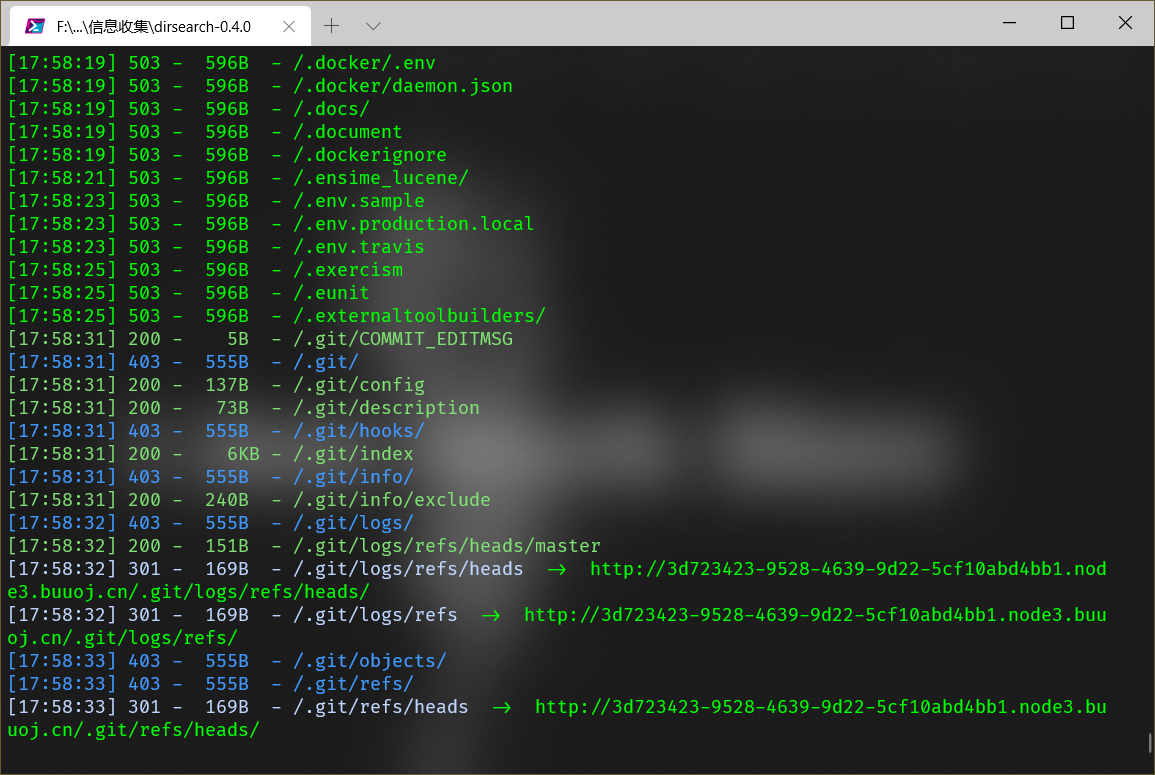 F:\...\信息收集\dirsearch-0.4.0
[17:58:19] 503 -  596B  - /.docker/.env
[17:58:19] 503 -  596B  - /.docker/daemon.json
[17:58:19] 503 -  596B  - /.docs/
[17:58:19] 503 -  596B  - /.document
[17:58:19] 503 -  596B  - /.dockerignore
[17:58:21] 503 -  596B  - /.ensime_lucene/
[17:58:23] 503 -  596B  - /.env.sample
[17:58:23] 503 -  596B  - /.env.production.local
[17:58:23] 503 -  596B  - /.env.travis
[17:58:25] 503 -  596B  - /.exercism
[17:58:25] 503 -  596B  - /.eunit
[17:58:25] 503 -  596B  - /.externaltoolbuilders/
[17:58:31] 200 -    5B  - /.git/COMMIT_EDITMSG
[17:58:31] 403 -  555B  - /.git/
[17:58:31] 200 -  137B  - /.git/config
[17:58:31] 200 -   73B  - /.git/description
[17:58:31] 403 -  555B  - /.git/hooks/
[17:58:31] 200 -    6KB - /.git/index
[17:58:31] 403 -  555B  - /.git/info/
[17:58:31] 200 -  240B  - /.git/info/exclude
[17:58:32] 403 -  555B  - /.git/logs/
[17:58:32] 200 -  151B  - /.git/logs/refs/heads/master
[17:58:32] 301 -  169B  - /.git/logs/refs/heads  ->  http://3d723423-9528-4639-9d22-5cf10abd4bb1.nod
e3.buuoj.cn/.git/logs/refs/heads/
[17:58:32] 301 -  169B  - /.git/logs/refs  ->  http://3d723423-9528-4639-9d22-5cf10abd4bb1.node3.buu
oj.cn/.git/logs/refs/
[17:58:33] 403 -  555B  - /.git/objects/
[17:58:33] 403 -  555B  - /.git/refs/
[17:58:33] 301 -  169B  - /.git/refs/heads  ->  http://3d723423-9528-4639-9d22-5cf10abd4bb1.node3.bu
uoj.cn/.git/refs/heads/